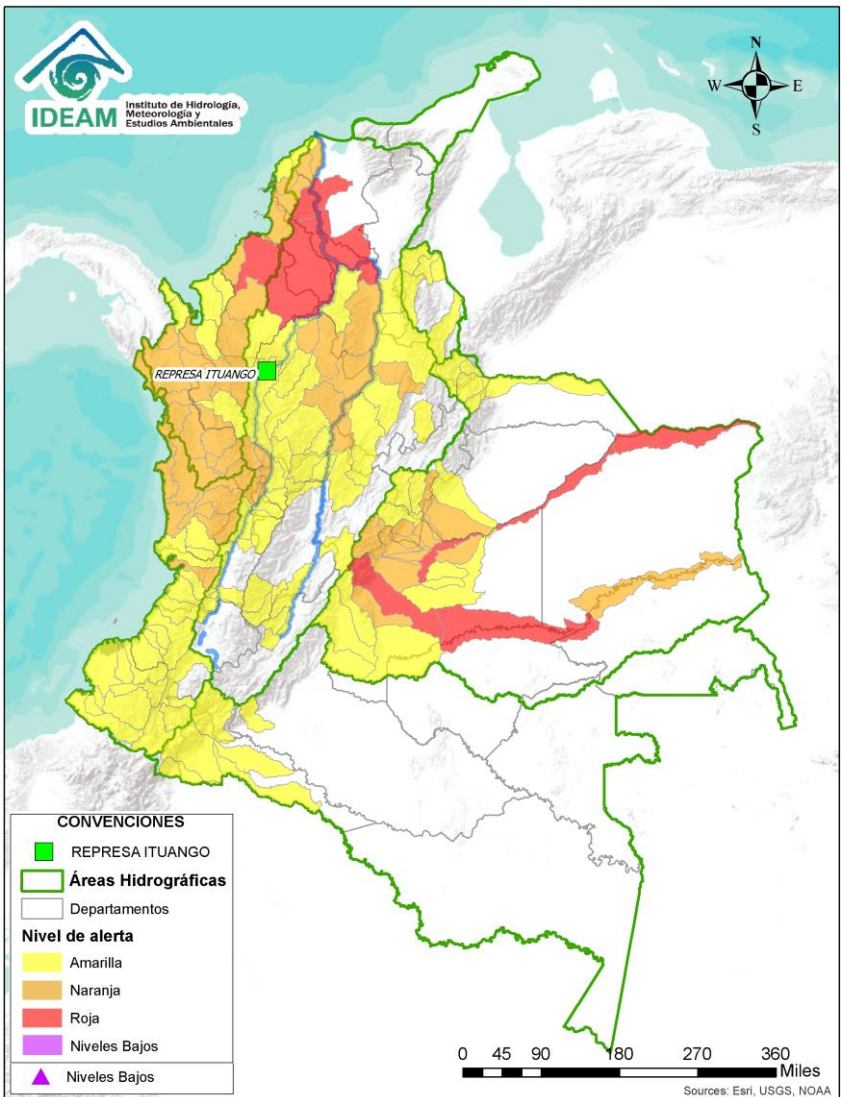 IDEAM
Instituto de Hidrología,
Meteorología y
Estudios Ambientales
N
W
E
S
REPRESA ITUANGO
CONVENCIONES
REPRESA ITUANGO
Áreas Hidrográficas
Departamentos
Nivel de alerta
Amarilla
Naranja
Roja
Niveles Bajos
Niveles Bajos
0 45 90 180 270 360
Miles
Sources: Esri, USGS, NOAA